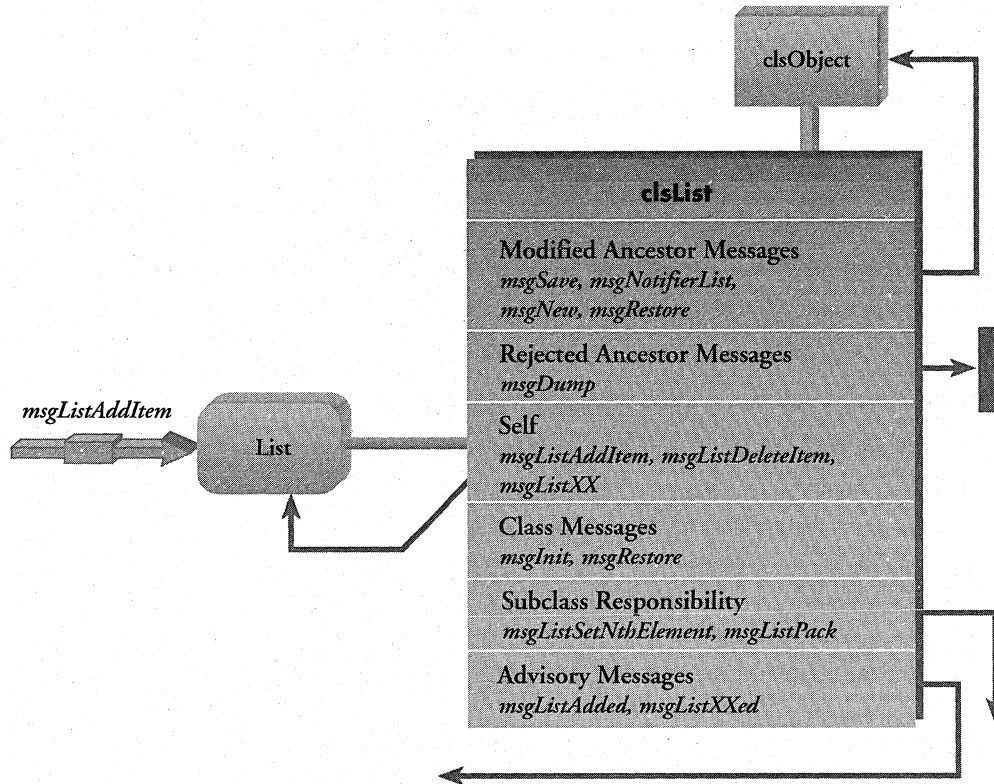 clsObject
clsList
Modified Ancestor Messages
msgSave, msgNotifierList,
msgNew, msgRestore
Rejected Ancestor Messages
msgDump
msgListAddItem
List
Self
msgListAddItem, msgListDeleteItem,
msgListXX
Class Messages
msgInit, msgRestore
Subclass Responsibility
msgListSetNthElement, msgListPack
Advisory Messages
msgListAdded, msgListXXed